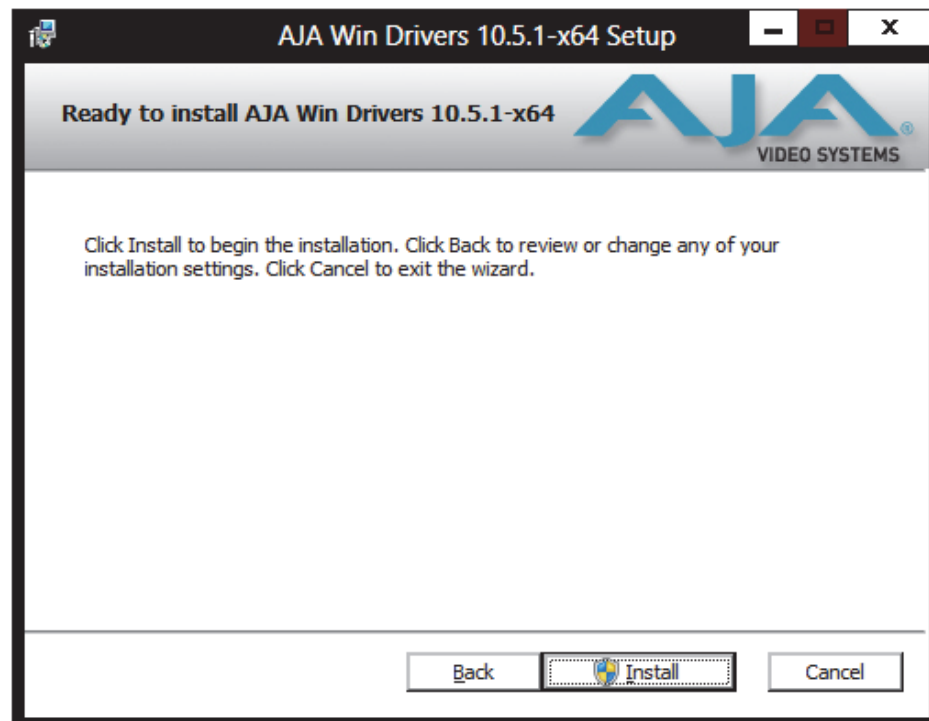 AJA Win Drivers 10.5.1-x64 Setup
Ready to install AJA Win Drivers 10.5.1-x64
AJA
®
VIDEO SYSTEMS
Click Install to begin the installation. Click Back to review or change any of your
installation settings. Click Cancel to exit the wizard.
Back
Install
Cancel